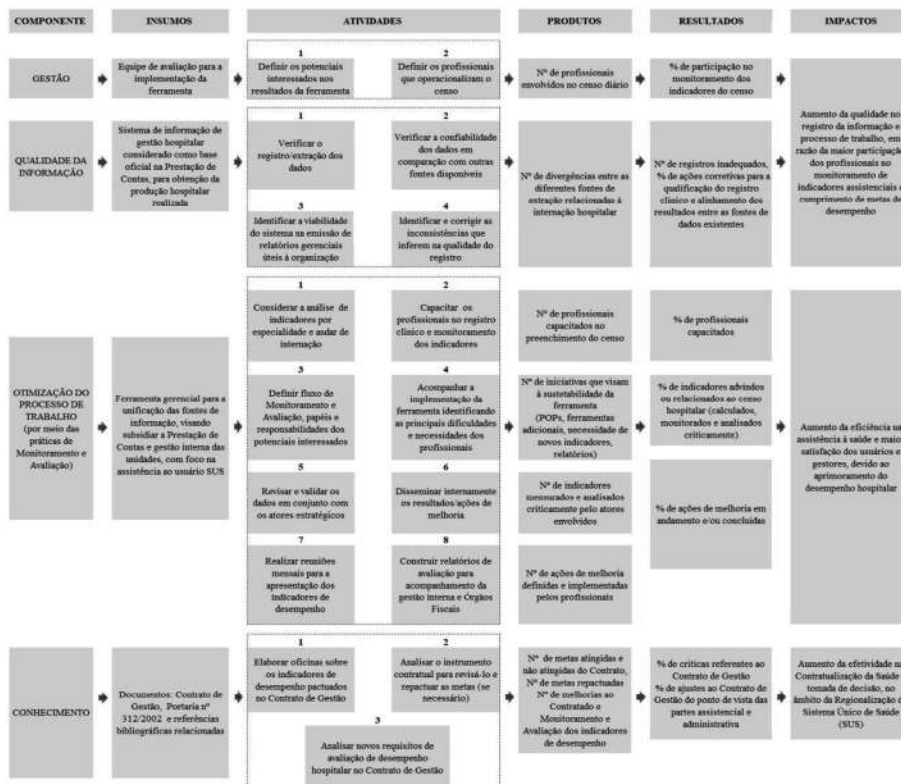 COMPONENTE
INSUMOS
ATIVIDADES
PRODUTOS
RESULTADOS
IMPACTOS
GESTÃO
Equipe de avaliação para a
implementação da
ferramenta
1
Definir os potenciais
interessados nos
resultados da ferramenta
2
Definir os profissionais
que operacionalizam o
censo
Nº de profissionais
envolvidos no censo diário
% de participação no
monitoramento dos
indicadores do censo
Aumento da qualidade no
registro da informação e
processo de trabalho, em
razão da maior participação
dos profissionais no
monitoramento de
indicadores assistenciais
cumprimento de metas de
desempenho
QUALIDADE DA
INFORMAÇÃO
Sistema de informação de
gestão hospitalar
considerado como base
oficial na Prestação de
Contas, para obtenção da
produção hospitalar
realizada
1
Verificar o
registro/extração dos
dados
2
Verificar a confiabilidade
dos dados em
comparação com outras
fontes disponíveis
3
Identificar a viabilidade
do sistema na emissão de
relatórios gerenciais
úteis à organização
4
Identificar e corrigir as
inconsistências que
inferem na qualidade do
registro
Nº de divergências entre as
diferentes fontes de
extração relacionadas à
internação hospitalar
Nº de registros inadequados,
% de ações corretivas para a
qualificação do registro
clínico e alinhamento dos
resultados entre as fontes de
dados existentes
OTIMIZAÇÃO DO
PROCESSO DE
TRABALHO
(por meio das
práticas de
Monitoramento e
Avaliação)
Ferramenta gerencial para a
unificação das fontes de
informação, visando
subsidiar a Prestação de
Contas e gestão interna das
unidades, com foco na
assistência ao usuário SUS
1
Considerar a análise de
indicadores por
especialidade e andar de
internação
2
Capacitar os
profissionais no registro
clínico e monitoramento
dos indicadores
3
Definir fluxo de
Monitoramento e
Avaliação, papéis e
responsabilidades dos
potenciais interessados
4
Acompanhar a
implementação da
ferramenta identificando
as principais dificuldades
e necessidades dos
profissionais
5
Revisar e validar os
dados em conjunto com
os atores estratégicos
6
Disseminar internamente
os resultados/ações de
melhoria
7
Realizar reuniões
mensais para a
apresentação dos
indicadores de
desempenho
8
Construir relatórios de
avaliação para
acompanhamento da
gestão interna e Órgãos
Fiscais
Nº de profissionais
capacitados no
preenchimento do censo
Nº de iniciativas que visam
à sustetabilidade da
ferramenta
(POPs, ferramentas
adicionais, necessidade de
novos indicadores,
relatórios)
Nº de indicadores
mensurados e analisados
criticamente pelo atores
envolvidos
Nº de ações de melhoria
definidas e implementadas
pelos profissionais
% de profissionais
capacitados
% de indicadores advindos
ou relacionados ao censo
hospitalar (calculados,
monitorados e analisados
criticamente)
% de ações de melhoria em
andamento e/ou concluídas
Aumento da eficiência na
assistência à saúde e maior
satisfação dos usuários e
gestores, devido ao
aprimoramento do
desempenho hospitalar
CONHECIMENTO
Documentos: Contrato de
Gestão, Portaria nº
312/2002 e referências
bibliográficas relacionadas
1
Elaborar oficinas sobre
os indicadores de
desempenho pactuados
no Contrato de Gestão
2
Analisar o instrumento
contratual para revisá-lo e
repactuar as metas (se
necessário)
3
Analisar novos requisitos de
avaliação de desempenho
hospitalar no Contrato de Gestão
Nº de metas atingidas e
não atingidas do Contrato,
Nº de metas repactuadas
Nº de melhorias ao
Contratado e
Monitoramento e
Avaliação dos indicadores
de desempenho
% de críticas referentes ao
Contrato de Gestão
% de ajustes ao Contrato de
Gestão do ponto de vista das
partes assistencial e
administrativa
Aumento da efetividade na
Contratualização da Saúde
tomada de decisão, no
âmbito da Regionalização do
Sistema Único de Saúde
(SUS)